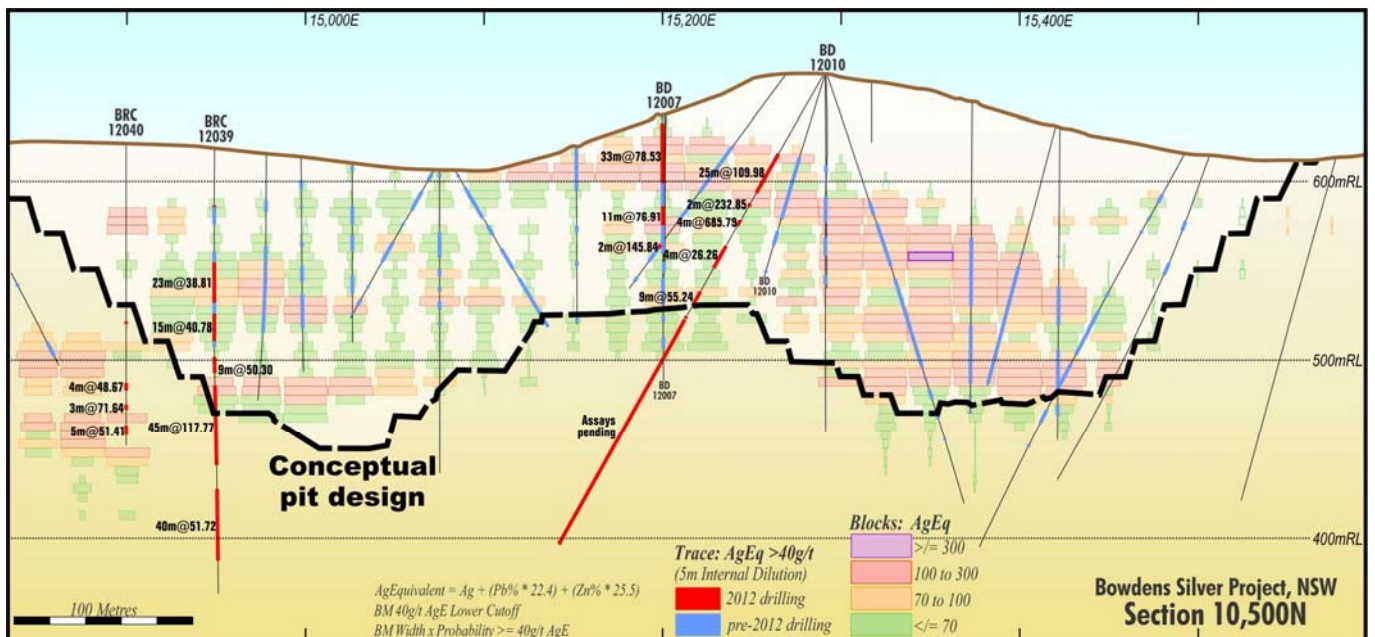 15,000E
15,200E
15,400E
BRC
12040
BRC
12039
BD
12007
BD
12010
33m@78.53
25m@109.98
2m@232.85
4m@685.79
11m@76.91
2m@145.84
4m@26.26
9m@55.24
BD
12010
600mRL
23m@38.81
15m@40.78
9m@50.30
500mRL
4m@48.67
3m@71.64
5m@51.41
45m@117.77
BD
12007
Assays
pending
Conceptual
pit design
40m@51.72
400mRL
100 Metres
AgEquivalent = Ag + (Pb% * 22.4) + (Zn% * 25.5)
BM 40g/t AgE Lower Cutoff
BM Width x Probability >= 40g/t AgE
Trace: AgEq >40g/t
(5m Internal Dilution)
2012 drilling
pre-2012 drilling
Blocks: AgEq
>/= 300
100 to 300
70 to 100
</= 70
Bowdens Silver Project, NSW
Section 10,500N